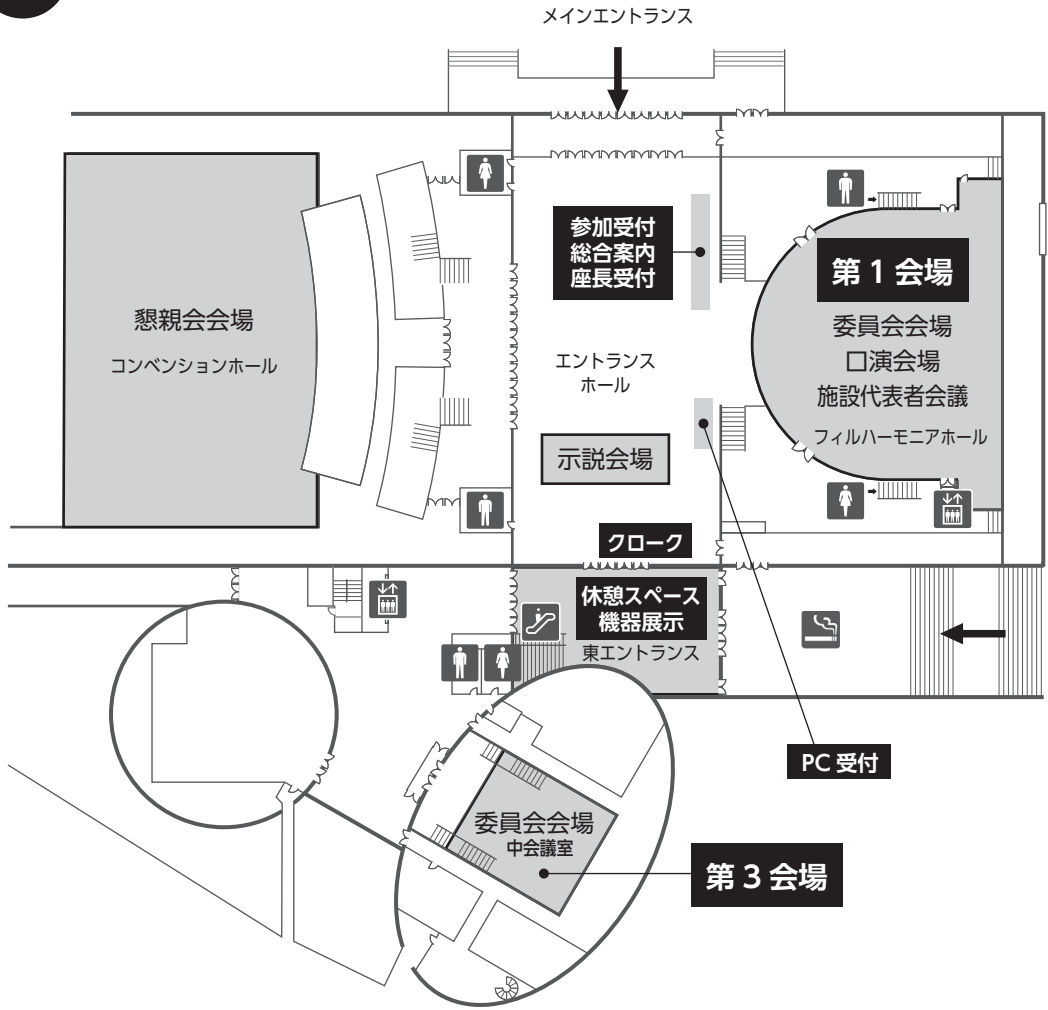 メインエントランス
参加受付
総合案内
座長受付
第1会場
委員会会場
口演会場
施設代表者会議
フィルハーモニアホール
懇親会会場
コンベンションホール
エントランス
ホール
示説会場
クローク
休憩スペース
機器展示
東エントランス
PC 受付
委員会会場
中会議室
第3会場